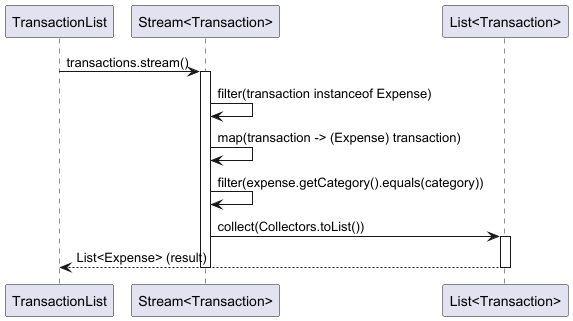 TransactionList Stream<Transaction> List<Transaction>
transactions.stream()
filter(transaction instanceof Expense)
map(transaction -> (Expense) transaction)
filter(expense.getCategory().equals(category))
collect(Collectors.toList())
List<Expense> (result)
TransactionList Stream<Transaction> List<Transaction>